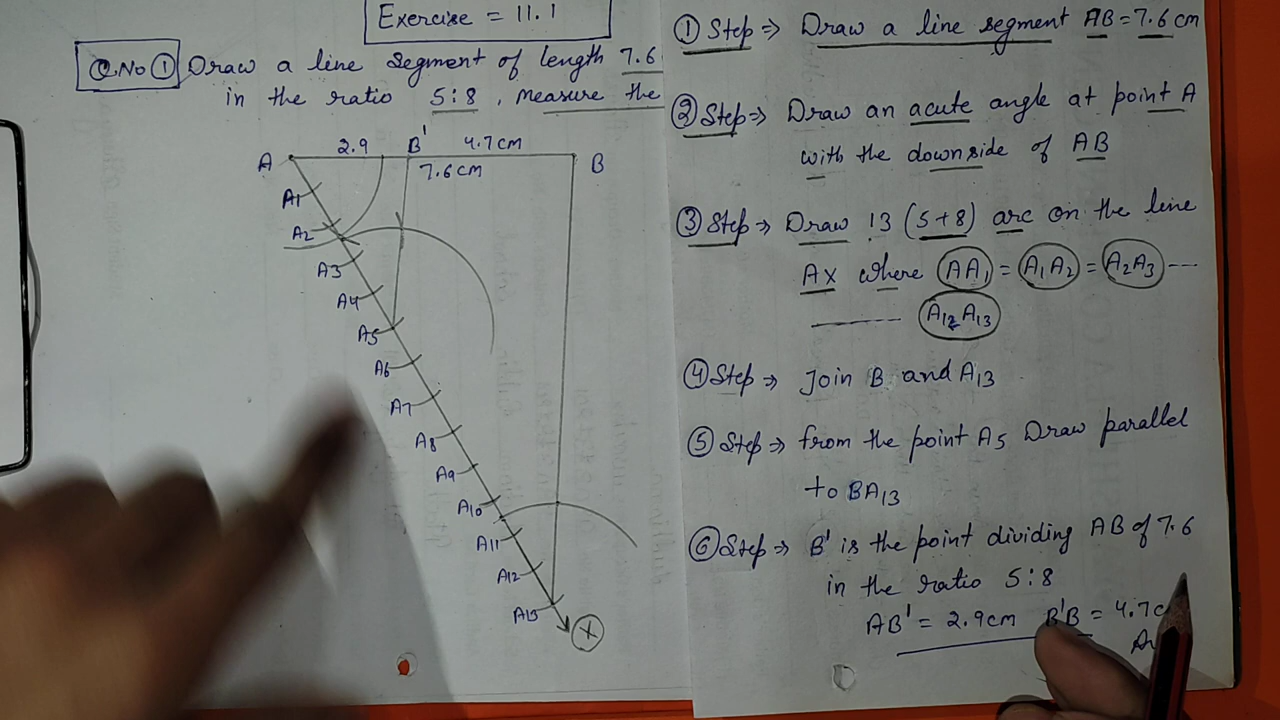 Exercise = 11.1
Q.No ① Draw a line segment of length 7.6
in the ratio 5:8, measure the
A 2.9 B' 4.7cm B
7.6cm
A1
A2
A3
A4
A5
A6
A7
A8
A9
A10
A11
A12
A13
X
① Step ⇒ Draw a line segment AB = 7.6 cm
② Step ⇒ Draw an acute angle at point A
with the downside of AB
③ Step ⇒ Draw 13 (5+8) arc on the line
AX where AA1 = A1A2 = A2A3 ----
------- A12A13
④ Step ⇒ Join B and A13
⑤ Step ⇒ from the point A5 Draw parallel
to BA13
⑥ Step ⇒ B' is the point dividing AB of 7.6
in the ratio 5:8
AB' = 2.9cm B'B = 4.7c